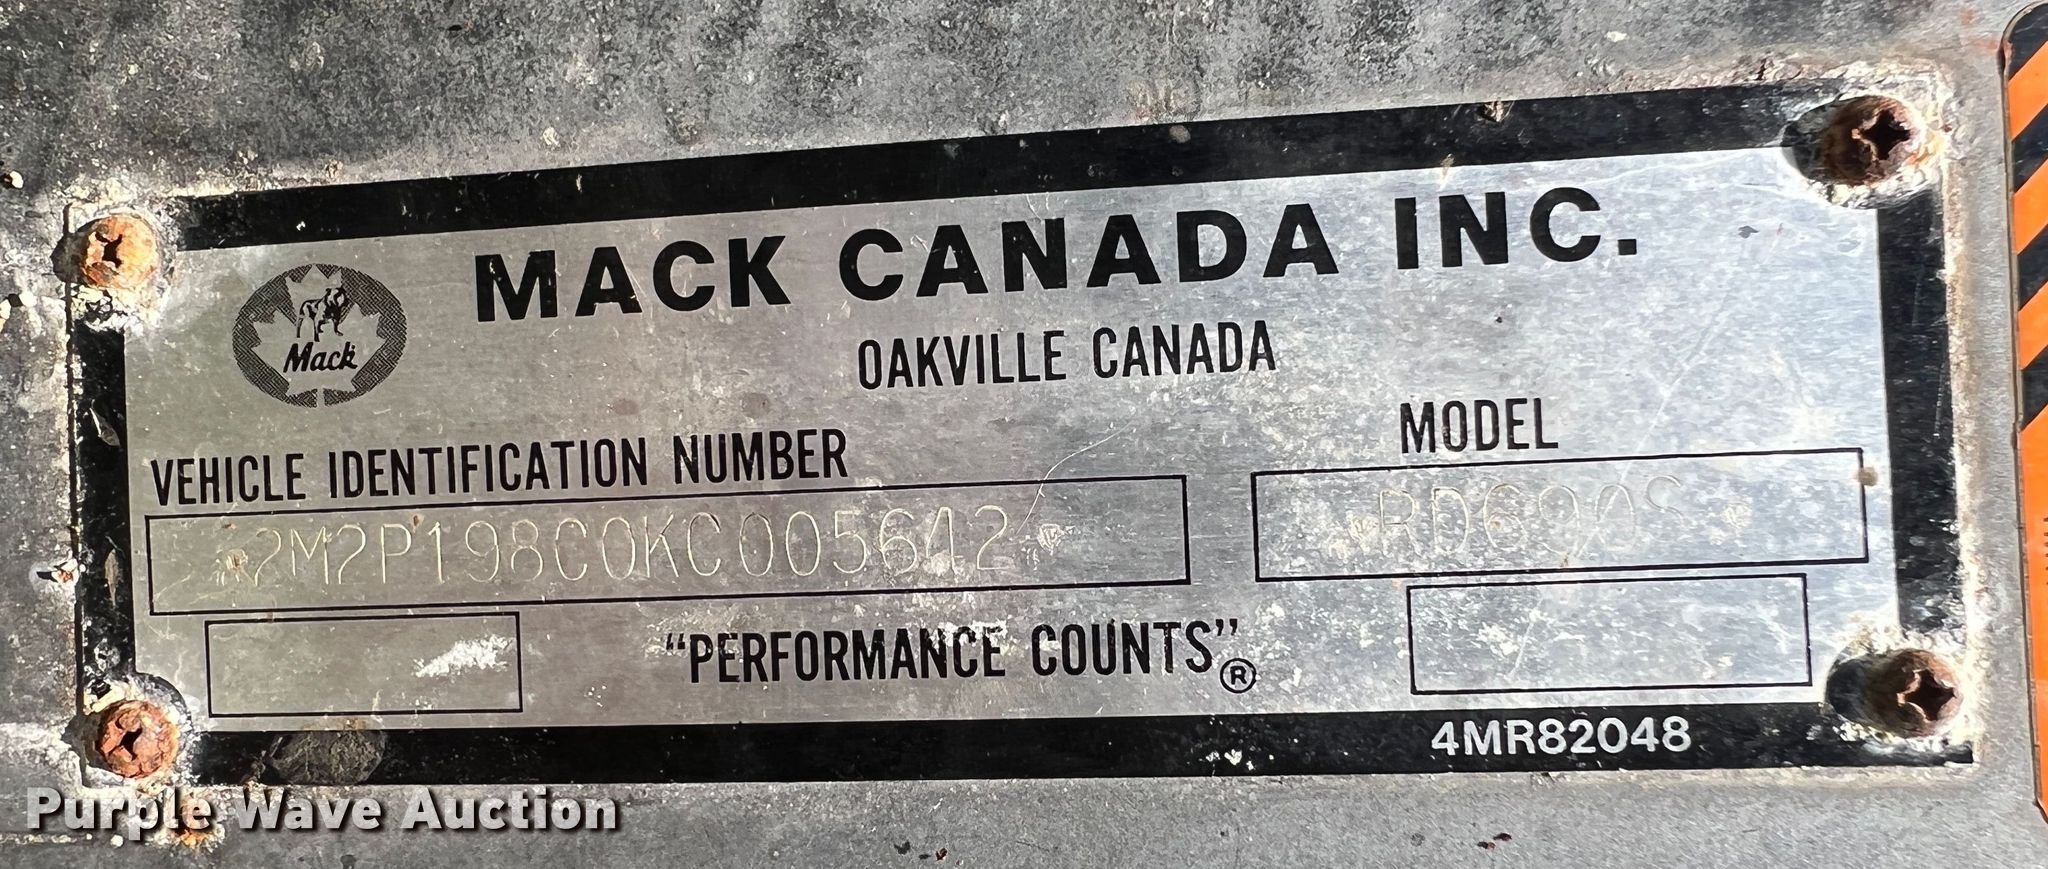 MACK CANADA INC.
Mack
OAKVILLE CANADA
VEHICLE IDENTIFICATION NUMBER
MODEL
2M2P198C0KC005642
RD690S
"PERFORMANCE COUNTS"®
4MR82048
Purple Wave Auction